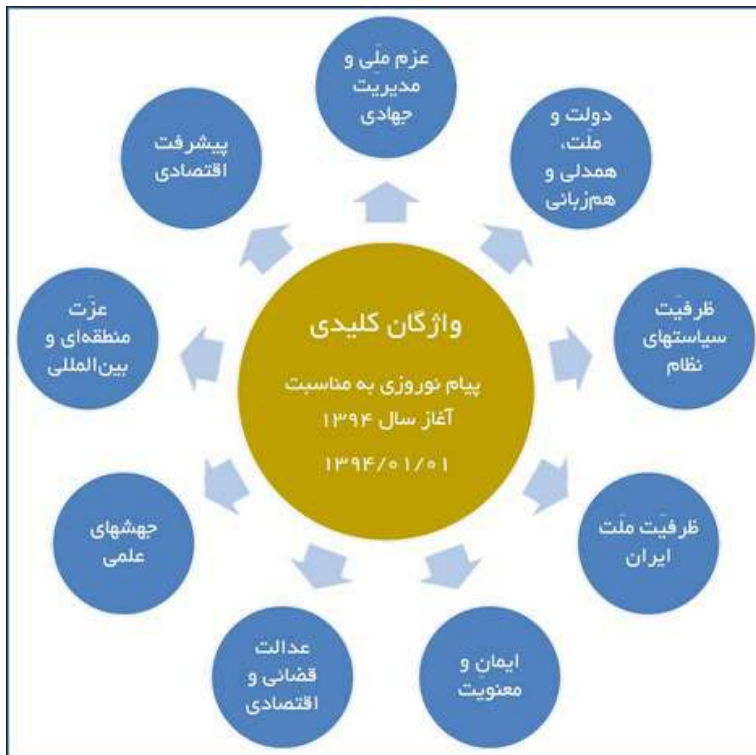 واژگان کلیدی
پیام نوروزی به مناسبت
آغاز سال ۱۳۹۴
۱۳۹۴/۰۱/۰۱
عزم ملّی و
مدیریت
جهادی
دولت و
ملّت،
همدلی و
هم‌زبانی
ظرفیّت
سیاستهای
نظام
ظرفیّت ملّت
ایران
ایمان و
معنویت
عدالت
قضائی و
اقتصادی
جهشهای
علمی
عزّت
منطقه‌ای و
بین‌المللی
پیشرفت
اقتصادی